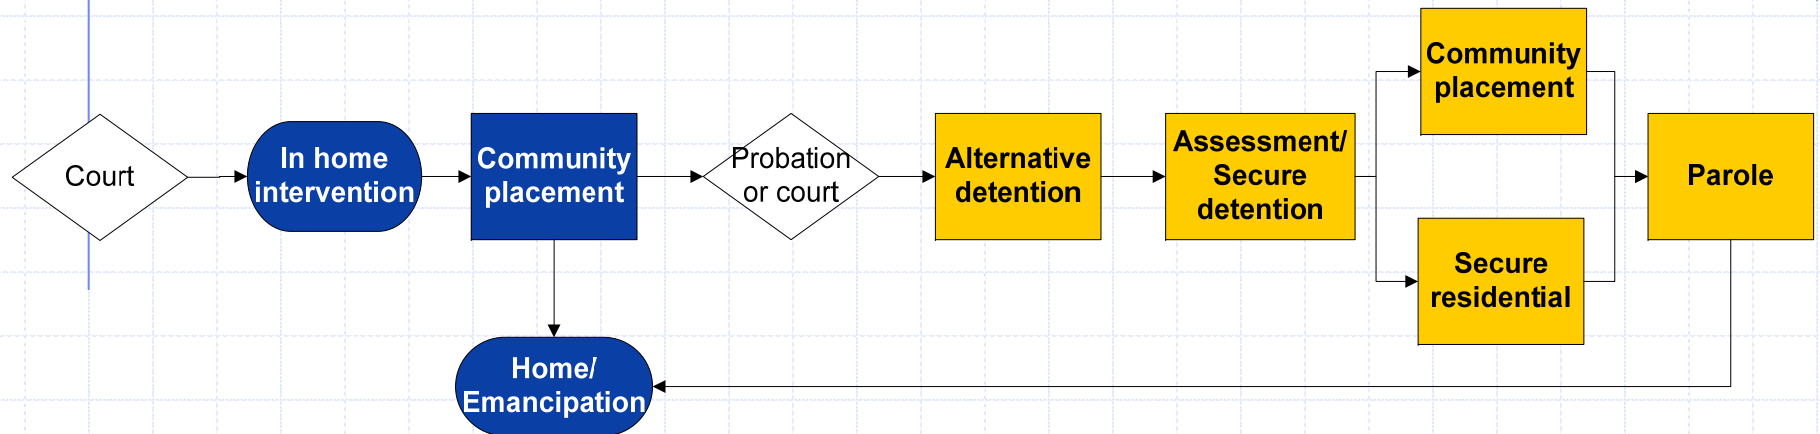 Court
In home
intervention
Community
placement
Probation
or court
Alternative
detention
Assessment/
Secure
detention
Community
placement
Secure
residential
Parole
Home/
Emancipation